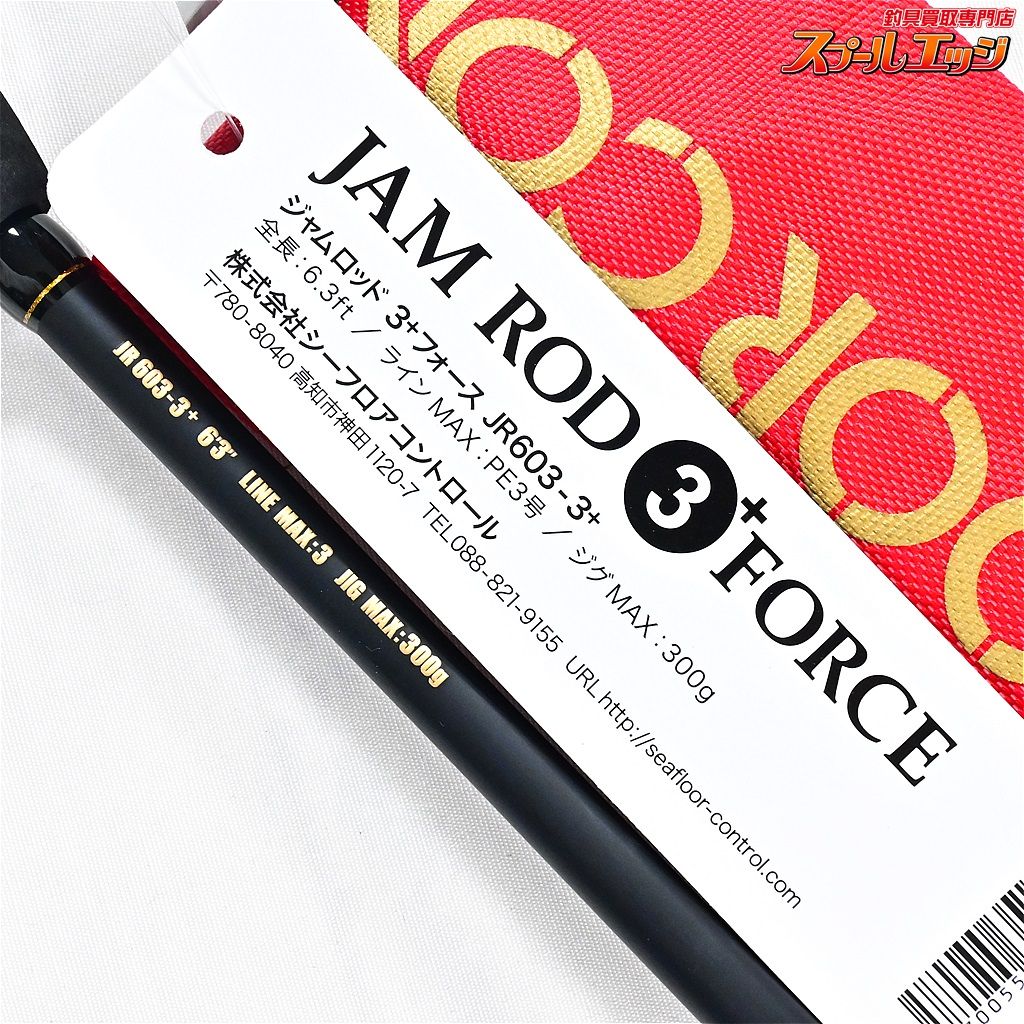 釣具買取専門店
スプールエッジ
JAM ROD 3+ FORCE
ジャムロッド 3+フォース JR603-3+
全長:6.3ft / ラインMAX:PE3号 / ジグMAX:300g
株式会社シーフロアコントロール
〒780-8040 高知市神田1120-7 TEL088-821-9155 URL http://seafloor-control.com
JR603-3+ 6'3" LINE MAX:3 JIG MAX:300g